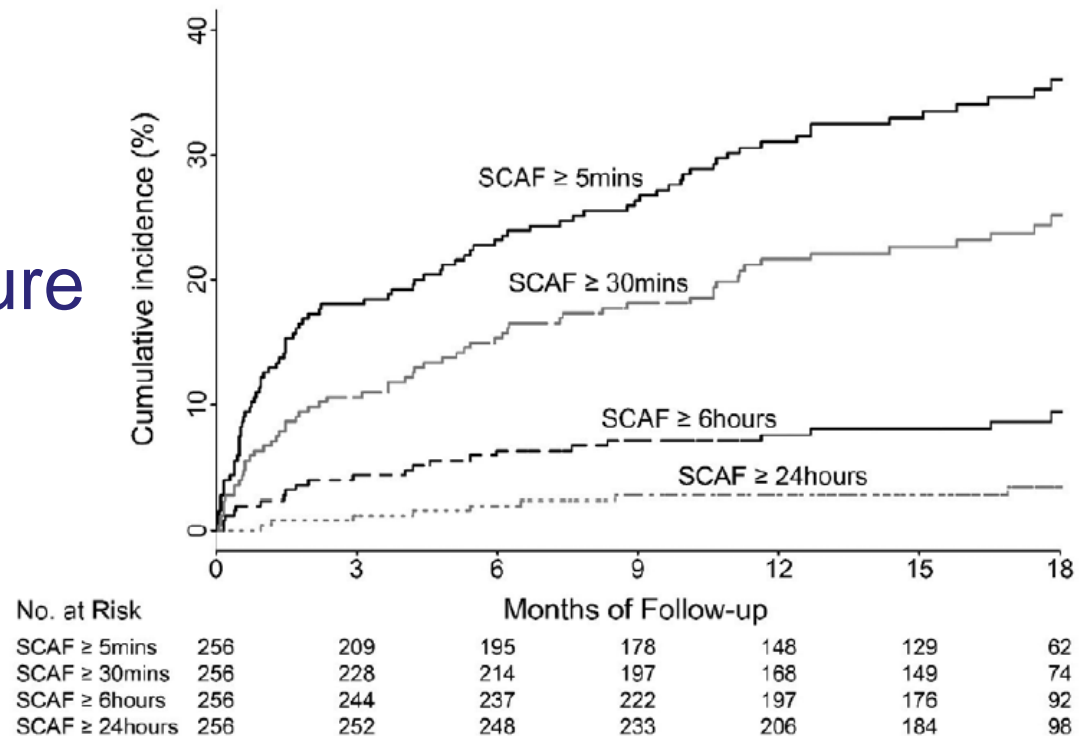 40
30
20
10
0
Cumulative incidence (%)
ure
SCAF ≥ 5mins
SCAF ≥ 30mins
SCAF ≥ 6hours
SCAF ≥ 24hours
0 3 6 9 12 15 18
Months of Follow-up
No. at Risk
SCAF ≥ 5mins 256 209 195 178 148 129 62
SCAF ≥ 30mins 256 228 214 197 168 149 74
SCAF ≥ 6hours 256 244 237 222 197 176 92
SCAF ≥ 24hours 256 252 248 233 206 184 98